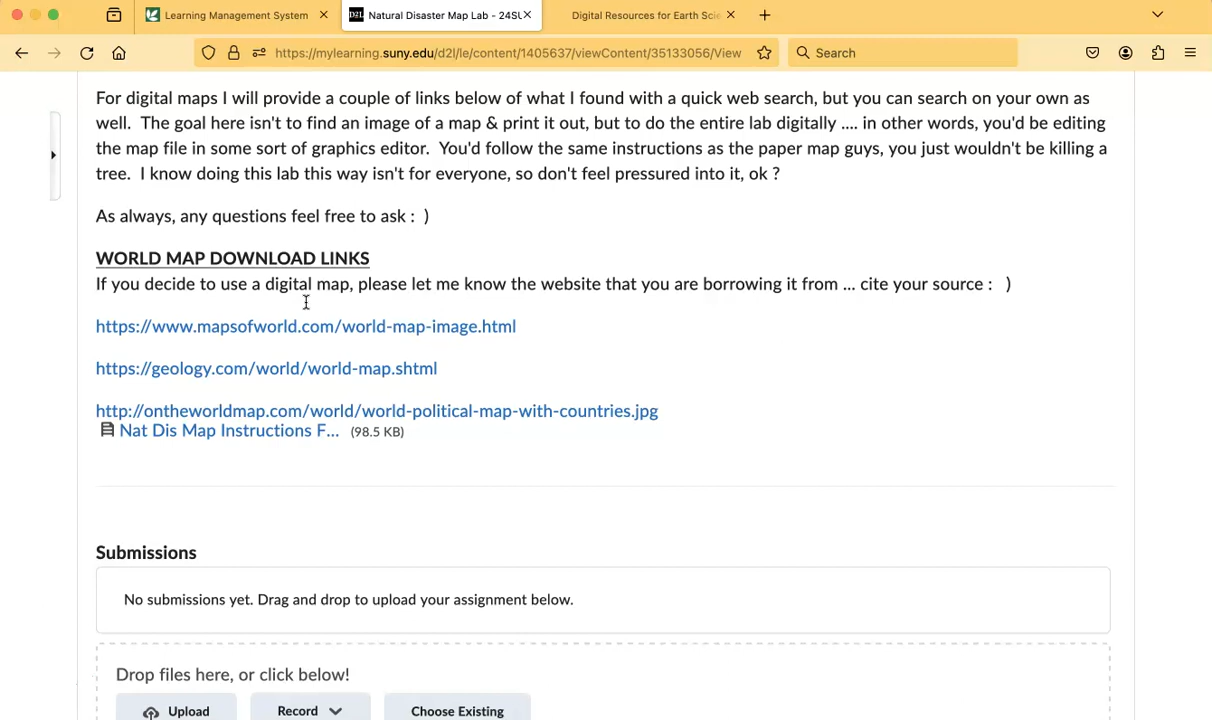 Learning Management System
Natural Disaster Map Lab - 24SU
Digital Resources for Earth Scie
https://mylearning.suny.edu/d2l/le/content/1405637/viewContent/35133056/View
Search
For digital maps I will provide a couple of links below of what I found with a quick web search, but you can search on your own as
well. The goal here isn't to find an image of a map & print it out, but to do the entire lab digitally .... in other words, you'd be editing
the map file in some sort of graphics editor. You'd follow the same instructions as the paper map guys, you just wouldn't be killing a
tree. I know doing this lab this way isn't for everyone, so don't feel pressured into it, ok ?
As always, any questions feel free to ask : )
WORLD MAP DOWNLOAD LINKS
If you decide to use a digital map, please let me know the website that you are borrowing it from ... cite your source : )
https://www.mapsofworld.com/world-map-image.html
https://geology.com/world/world-map.shtml
http://ontheworldmap.com/world/world-political-map-with-countries.jpg
Nat Dis Map Instructions F... (98.5 KB)
Submissions
No submissions yet. Drag and drop to upload your assignment below.
Drop files here, or click below!
Upload Record Choose Existing